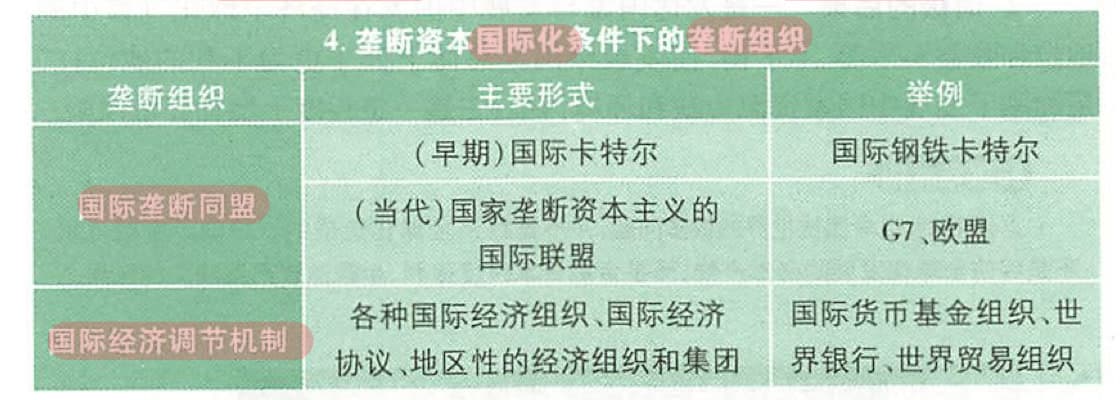 4. 垄断资本国际化条件下的垄断组织
垄断组织 主要形式 举例
国际垄断同盟
(早期)国际卡特尔 国际钢铁卡特尔
(当代)国家垄断资本主义的
国际联盟
G7、欧盟
国际经济调节机制
各种国际经济组织、国际经济
协议、地区性的经济组织和集团
国际货币基金组织、世
界银行、世界贸易组织